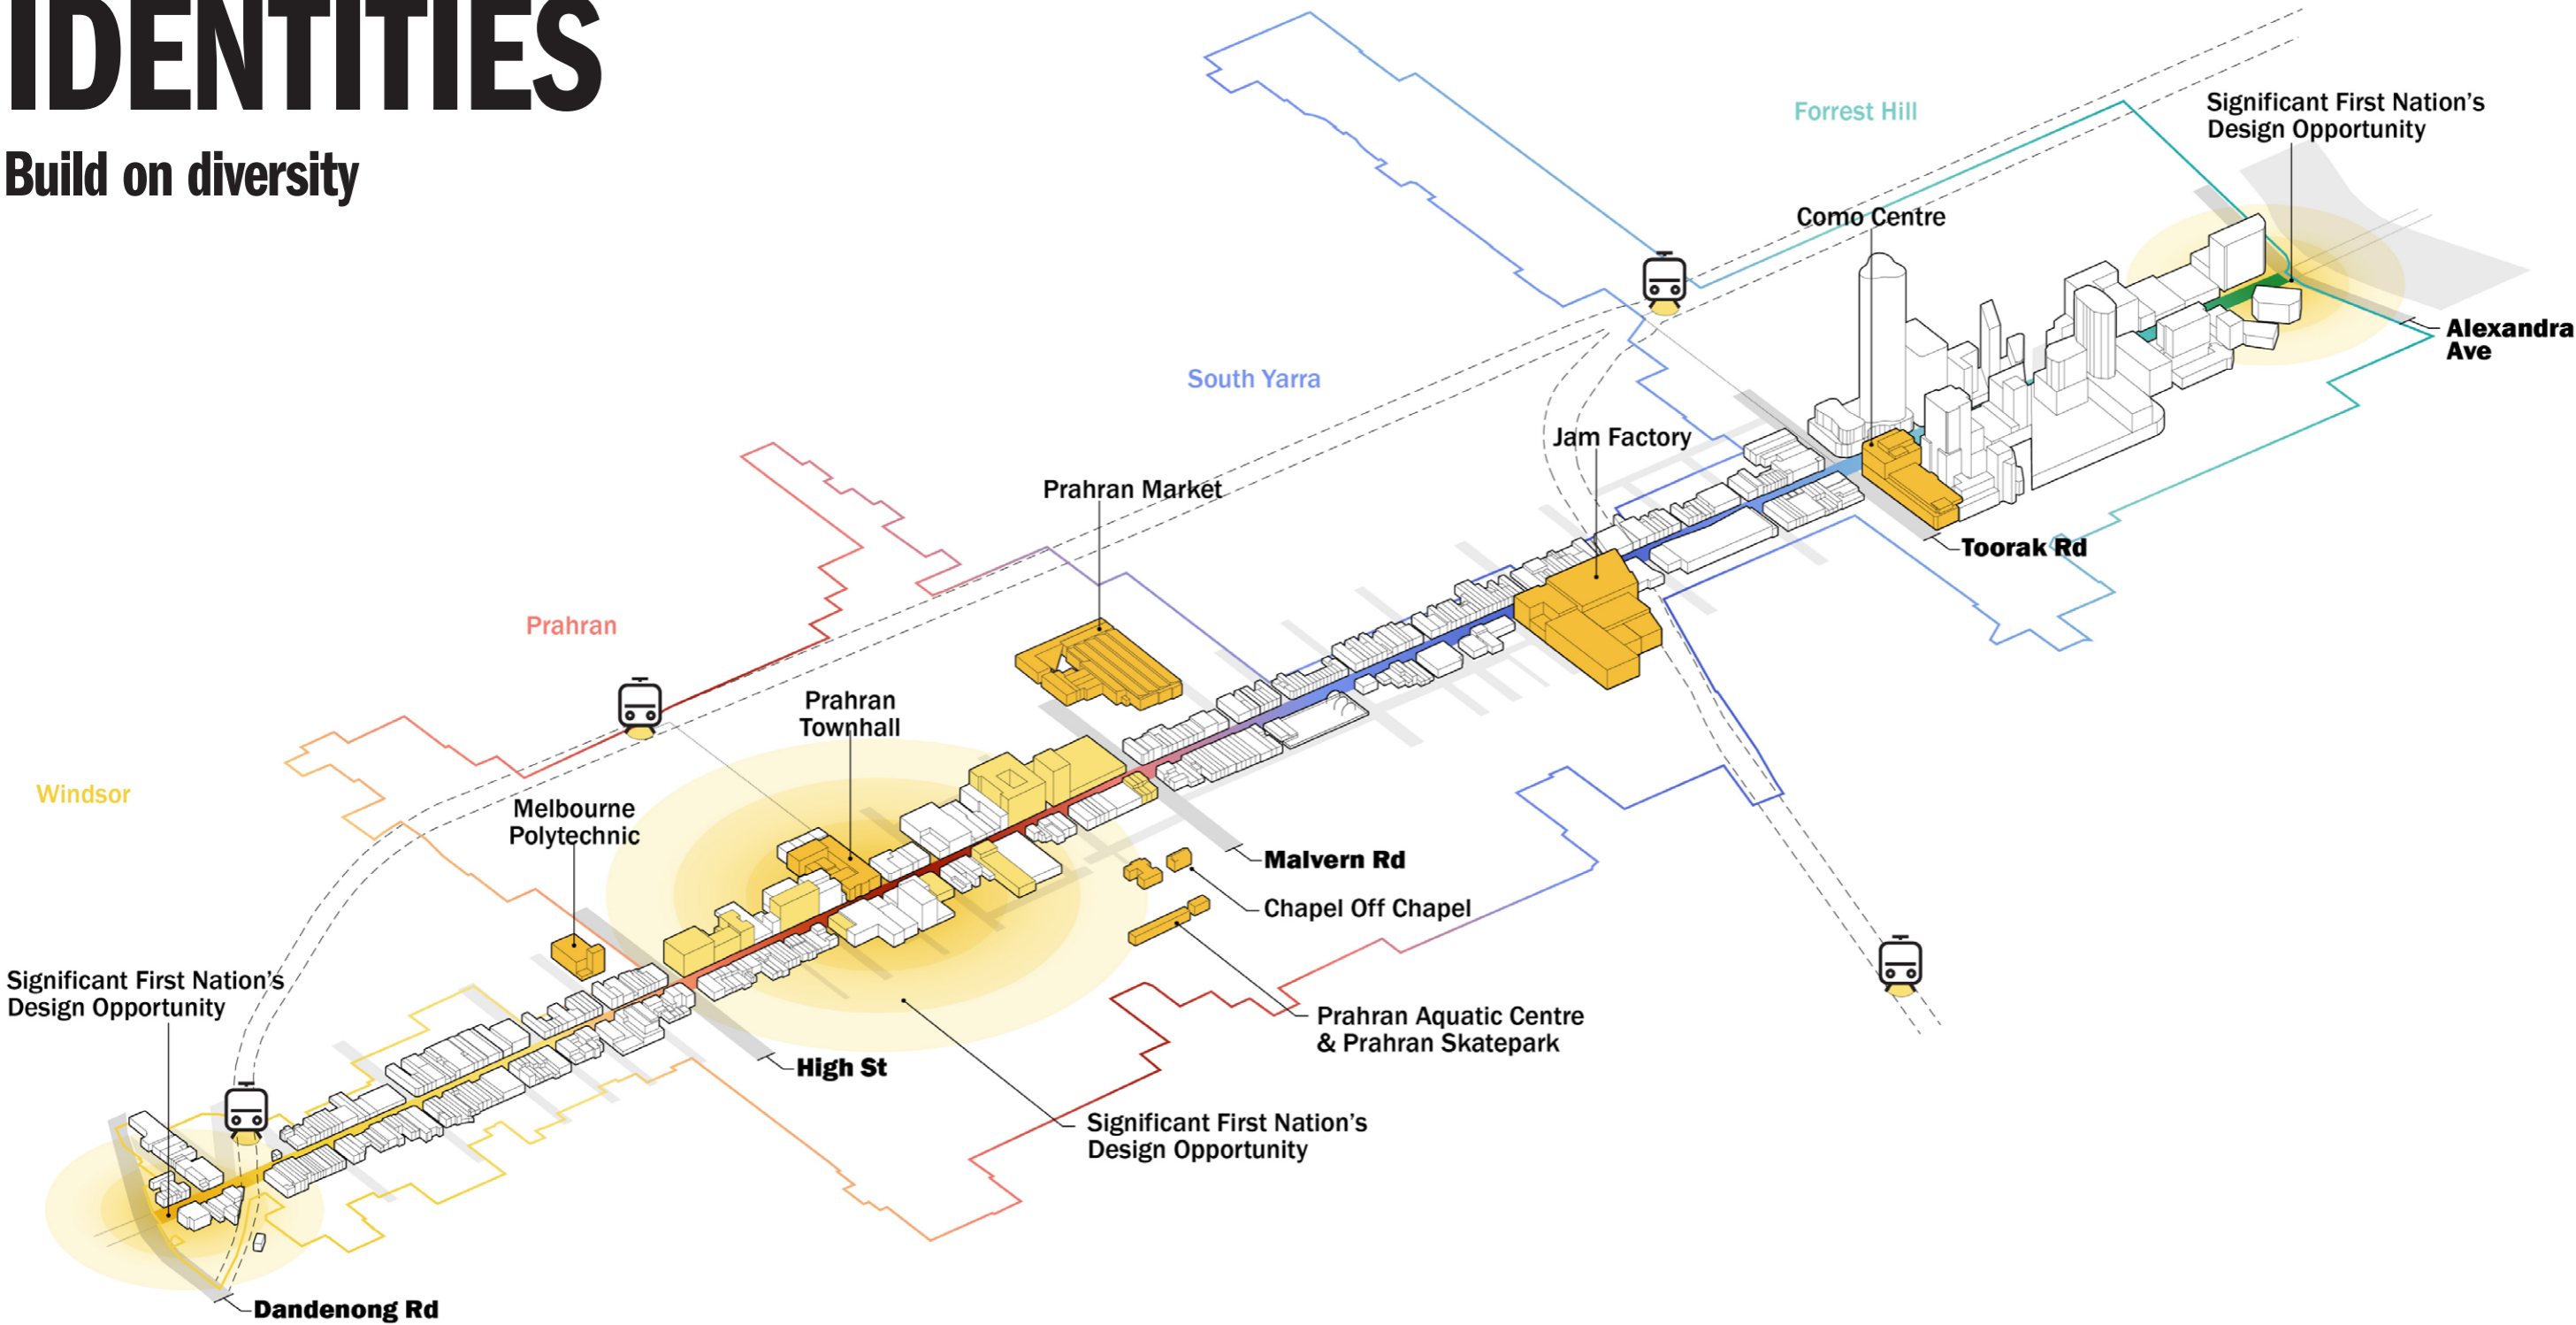 IDENTITIES
Build on diversity
Forrest Hill
Significant First Nation's
Design Opportunity
Como Centre
Alexandra
Ave
South Yarra
Jam Factory
Prahran Market
Toorak Rd
Prahran
Prahran
Townhall
Windsor
Melbourne
Polytechnic
Malvern Rd
Chapel Off Chapel
Significant First Nation's
Design Opportunity
Prahran Aquatic Centre
& Prahran Skatepark
High St
Significant First Nation's
Design Opportunity
Dandenong Rd